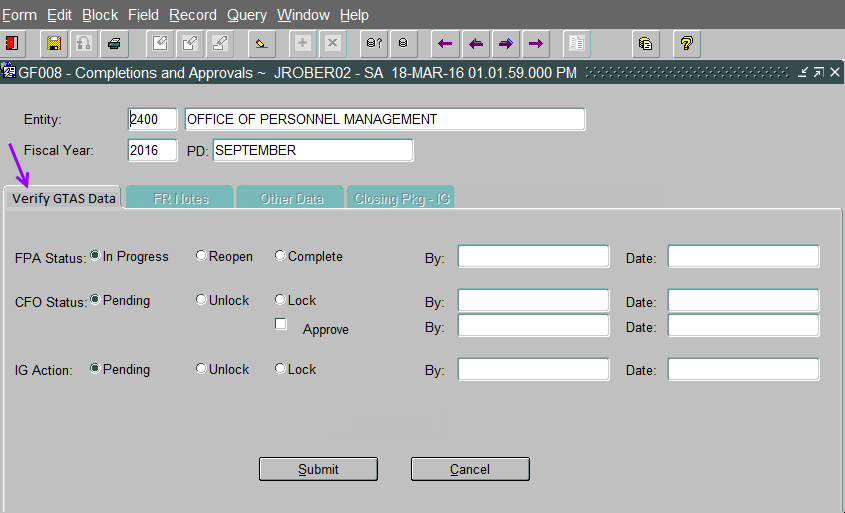 Form Edit Block Field Record Query Window Help
GF008 - Completions and Approvals ~ JROBER02 - SA 18-MAR-16 01.01.59.000 PM
Entity: 2400 OFFICE OF PERSONNEL MANAGEMENT
Fiscal Year: 2016 PD: SEPTEMBER
Verify GTAS Data FR Notes Other Data Closing Pkg - IG
FPA Status: In Progress Reopen Complete By: Date:
CFO Status: Pending Unlock Lock By: Date:
Approve By: Date:
IG Action: Pending Unlock Lock By: Date:
Submit Cancel